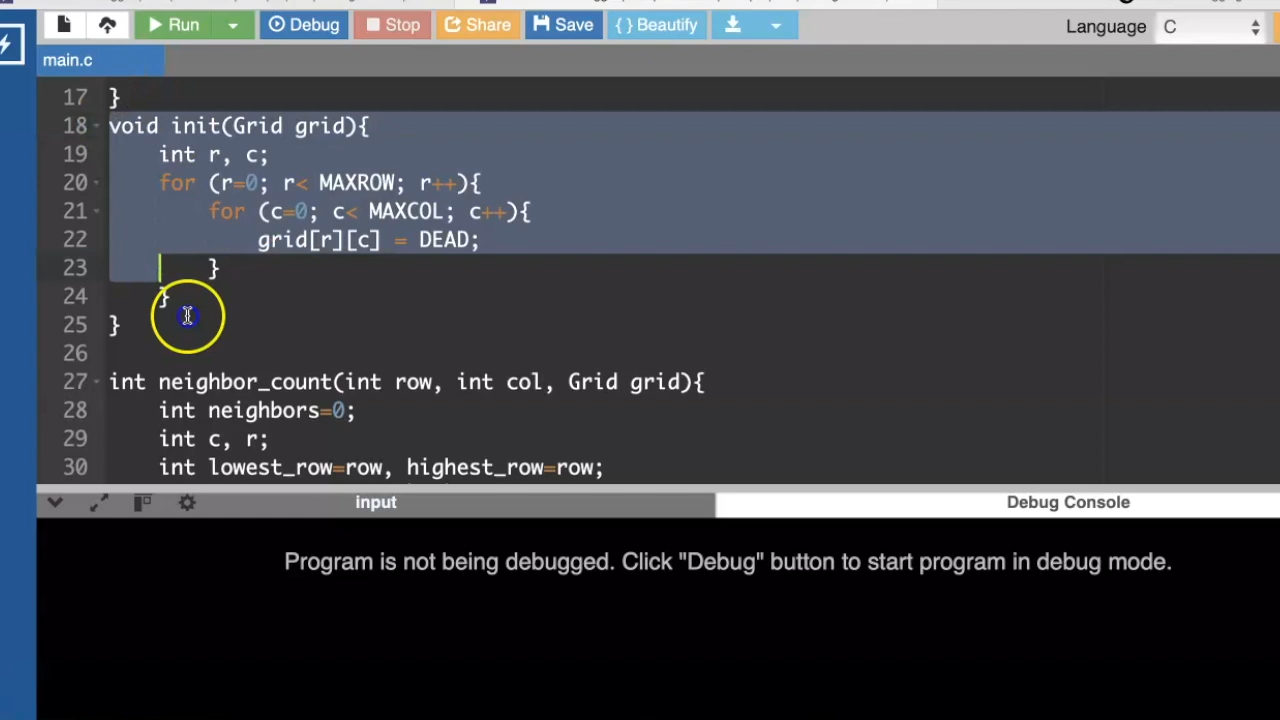 Run Debug Stop Share Save { } Beautify Language C
main.c
17 }
18 void init(Grid grid){
19 int r, c;
20 for (r=0; r< MAXROW; r++){
21 for (c=0; c< MAXCOL; c++){
22 grid[r][c] = DEAD;
23 }
24 }
25 }
26
27 int neighbor_count(int row, int col, Grid grid){
28 int neighbors=0;
29 int c, r;
30 int lowest_row=row, highest_row=row;
input Debug Console
Program is not being debugged. Click "Debug" button to start program in debug mode.